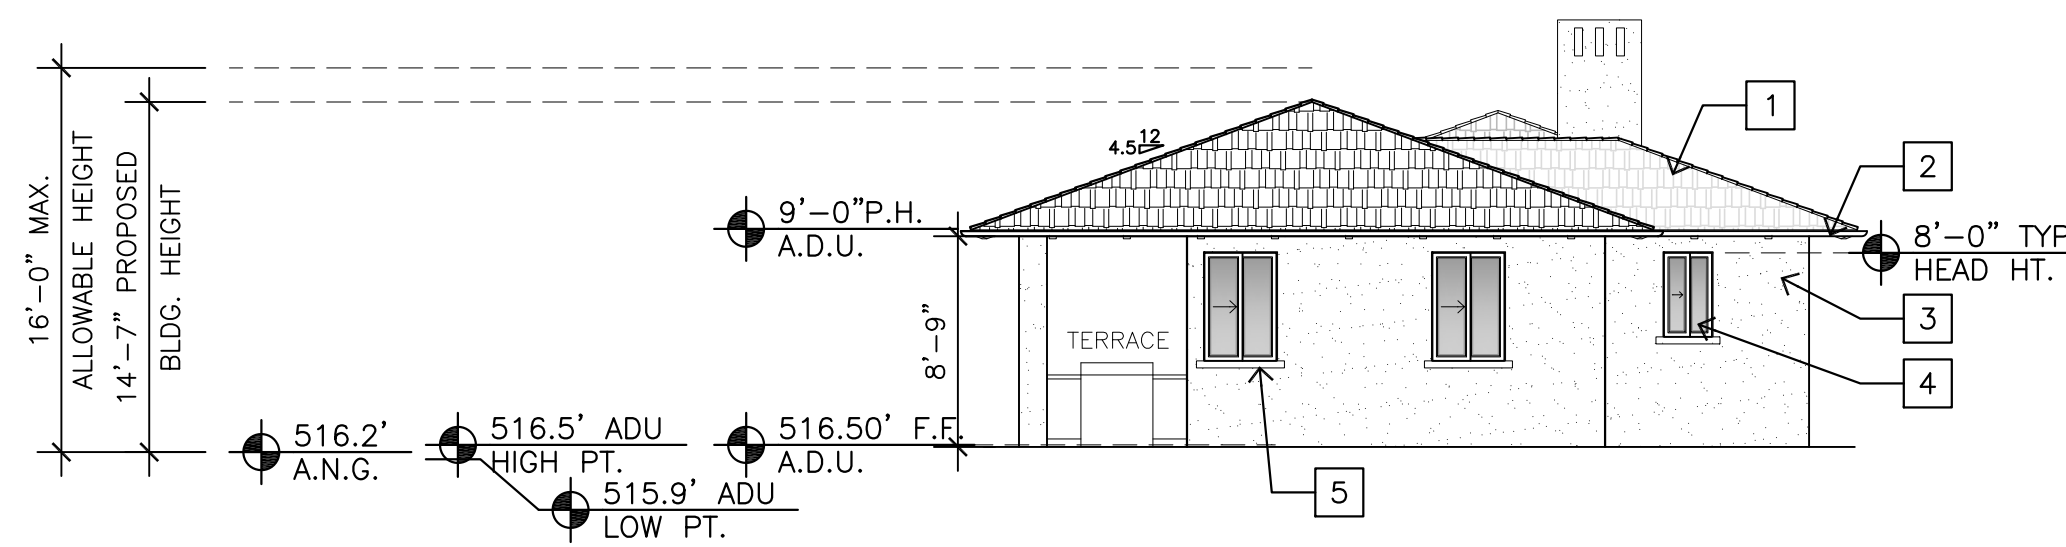 16'-0" MAX.
ALLOWABLE HEIGHT
14'-7" PROPOSED
BLDG. HEIGHT
516.2'
A.N.G.
516.5' ADU
HIGH PT.
515.9' ADU
LOW PT.
9'-0"P.H.
A.D.U.
516.50' F.F.
A.D.U.
8'-9"
12
4.5
TERRACE
1
2
8'-0" TYP
HEAD HT.
3
4
5